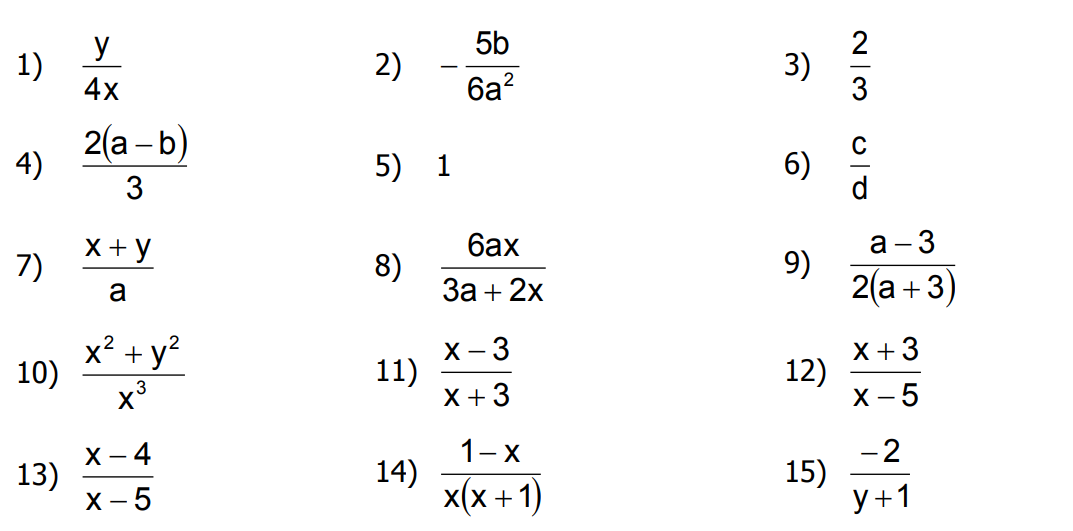 1) y/4x 2) −5b/6a² 3) 2/3
4) 2(a − b)/3 5) 1 6) c/d
7) x + y/a 8) 6ax/3a + 2x 9) a − 3/2(a + 3)
10) x² + y²/x³ 11) x − 3/x + 3 12) x + 3/x − 5
13) x − 4/x − 5 14) 1 − x/x(x + 1) 15) −2/y + 1